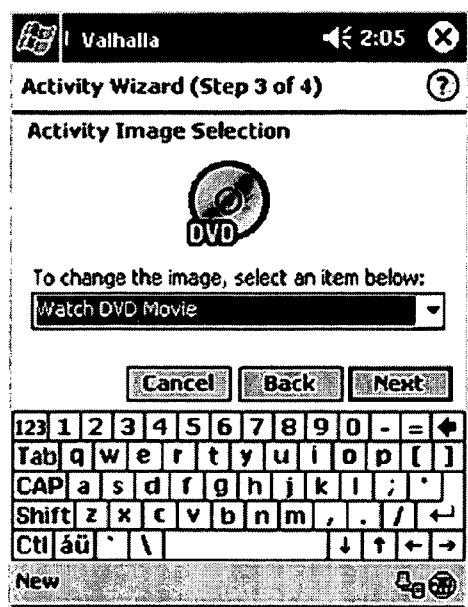 Valhalla 2:05
Activity Wizard (Step 3 of 4)
Activity Image Selection
DVD
To change the image, select an item below:
Watch DVD Movie
Cancel Back Next
123 1 2 3 4 5 6 7 8 9 0 - =
Tab q w e r t y u i o p [ ]
CAP a s d f g h j k l ; '
Shift z x c v b n m , . /
Ctl áü ` \
New